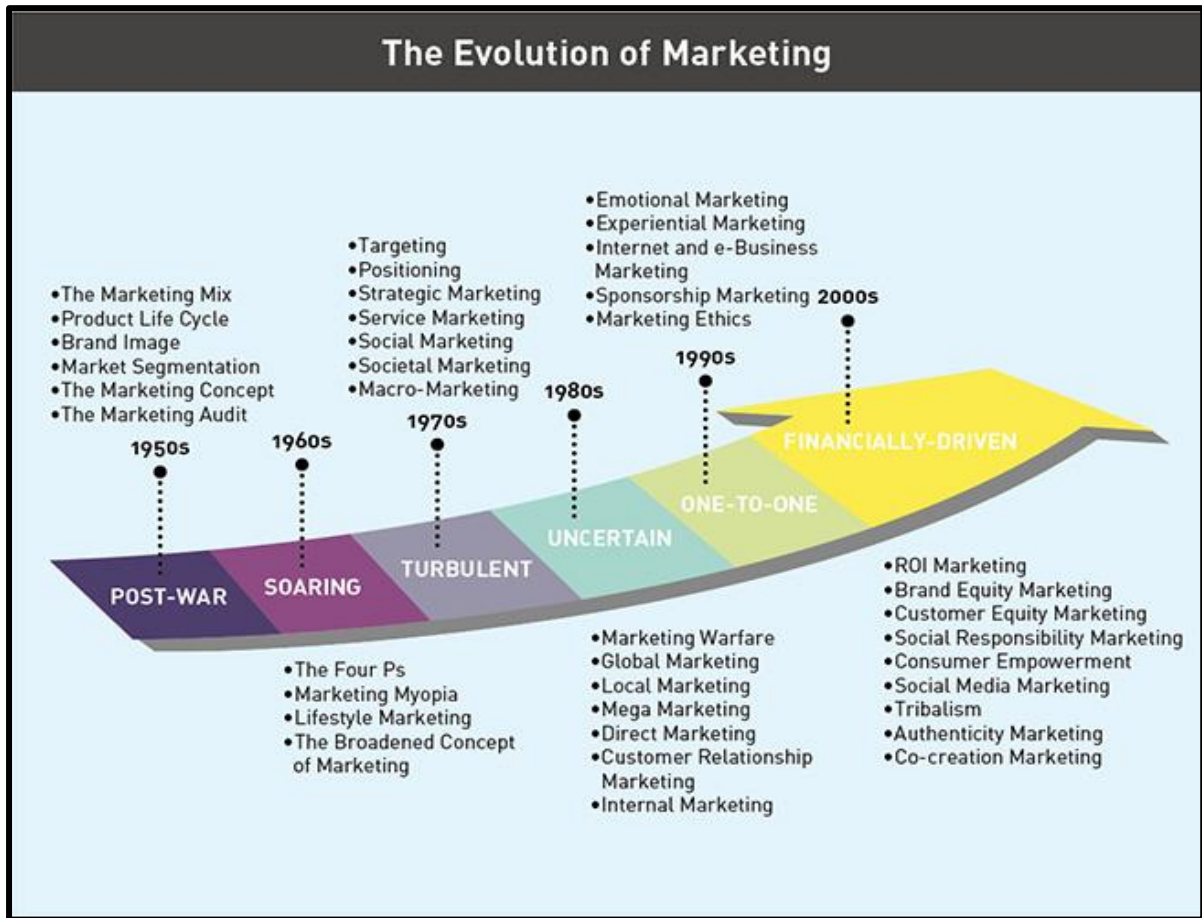 The Evolution of Marketing
•Emotional Marketing
•Experiential Marketing
•Internet and e-Business
Marketing
•Sponsorship Marketing
•Marketing Ethics
•Targeting
•Positioning
•Strategic Marketing
•Service Marketing
•Social Marketing
•Societal Marketing
•Macro-Marketing
•The Marketing Mix
•Product Life Cycle
•Brand Image
•Market Segmentation
•The Marketing Concept
•The Marketing Audit
1950s
1960s
1970s
1980s
1990s
2000s
POST-WAR
SOARING
TURBULENT
UNCERTAIN
ONE-TO-ONE
FINANCIALLY-DRIVEN
•The Four Ps
•Marketing Myopia
•Lifestyle Marketing
•The Broadened Concept
of Marketing
•Marketing Warfare
•Global Marketing
•Local Marketing
•Mega Marketing
•Direct Marketing
•Customer Relationship
Marketing
•Internal Marketing
•ROI Marketing
•Brand Equity Marketing
•Customer Equity Marketing
•Social Responsibility Marketing
•Consumer Empowerment
•Social Media Marketing
•Tribalism
•Authenticity Marketing
•Co-creation Marketing